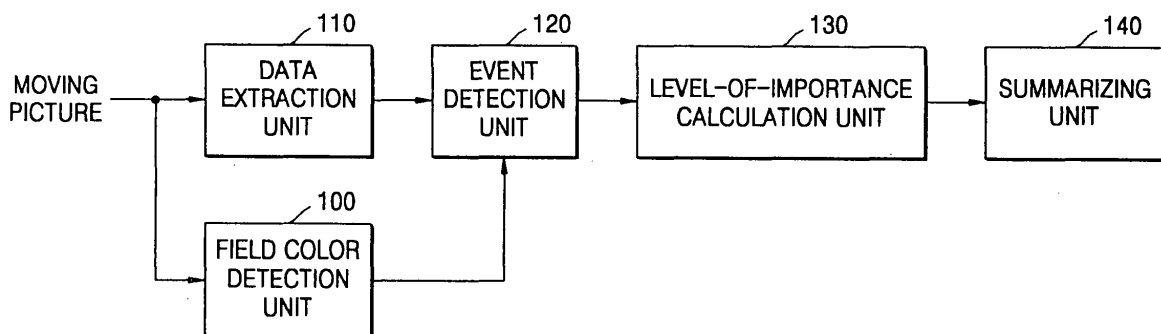 110
120
130
140
MOVING
PICTURE
DATA
EXTRACTION
UNIT
EVENT
DETECTION
UNIT
LEVEL-OF-IMPORTANCE
CALCULATION UNIT
SUMMARIZING
UNIT
100
FIELD COLOR
DETECTION
UNIT